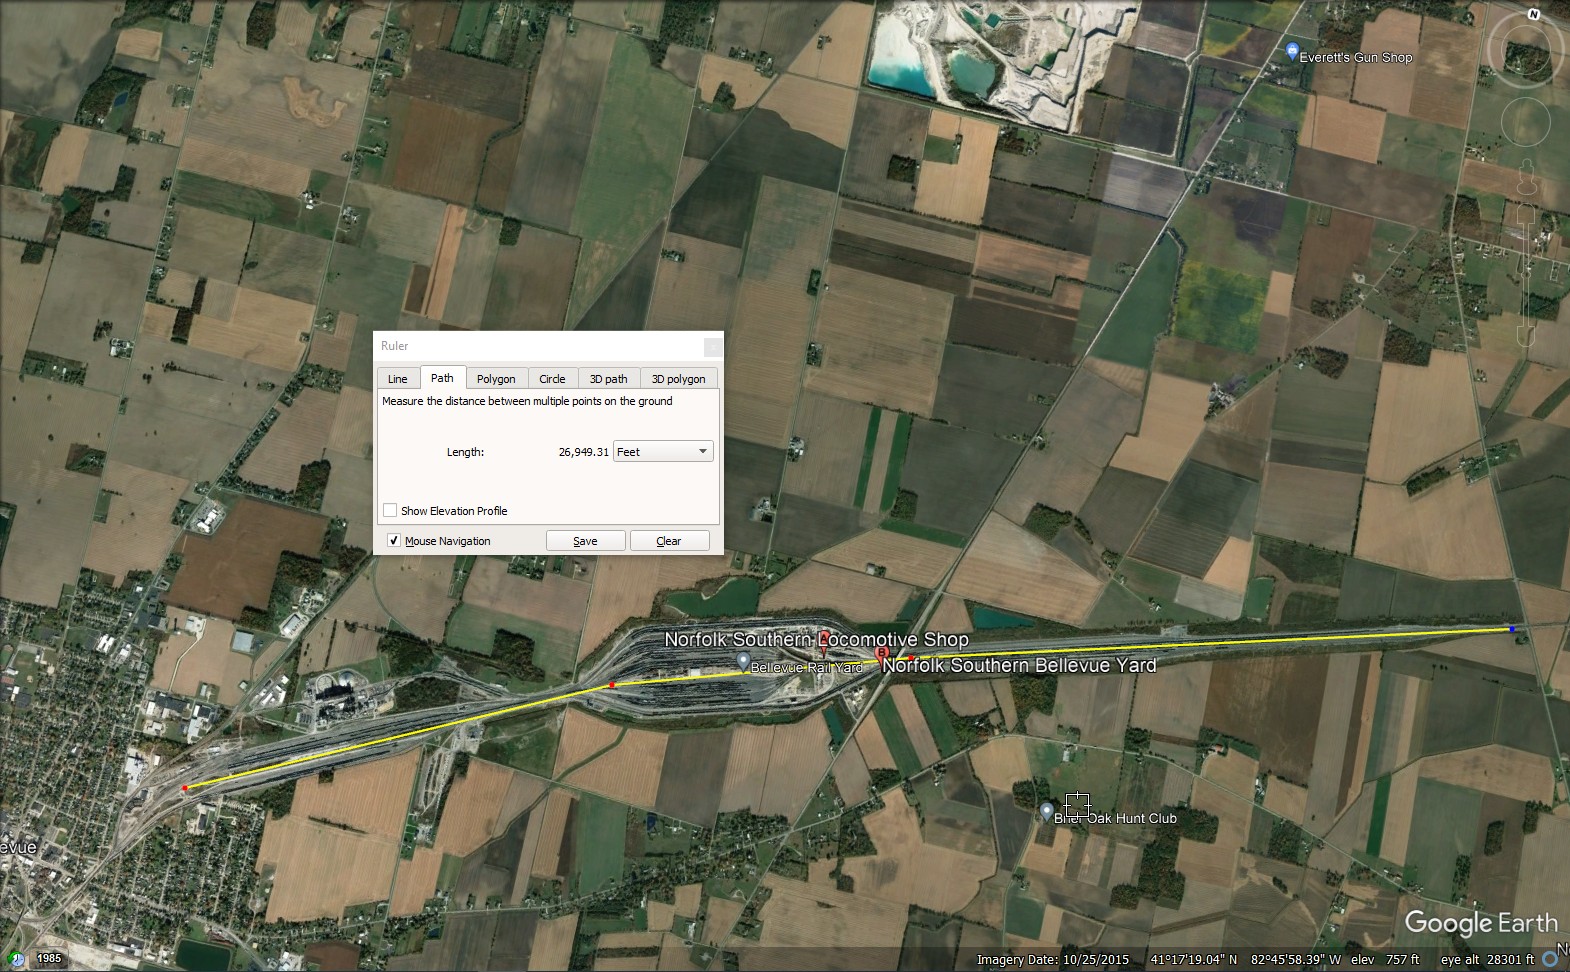 N
Everett's Gun Shop
Ruler
Line Path Polygon Circle 3D path 3D polygon
Measure the distance between multiple points on the ground
Length: 26,949.31 Feet
Show Elevation Profile
Mouse Navigation Save Clear
Norfolk Southern Locomotive Shop
A
B
Bellevue Rail Yard
Norfolk Southern Bellevue Yard
Brier Oak Hunt Club
evue
Google Earth
N
1985
Imagery Date: 10/25/2015 41°17'19.04" N 82°45'58.39" W elev 757 ft eye alt 28301 ft